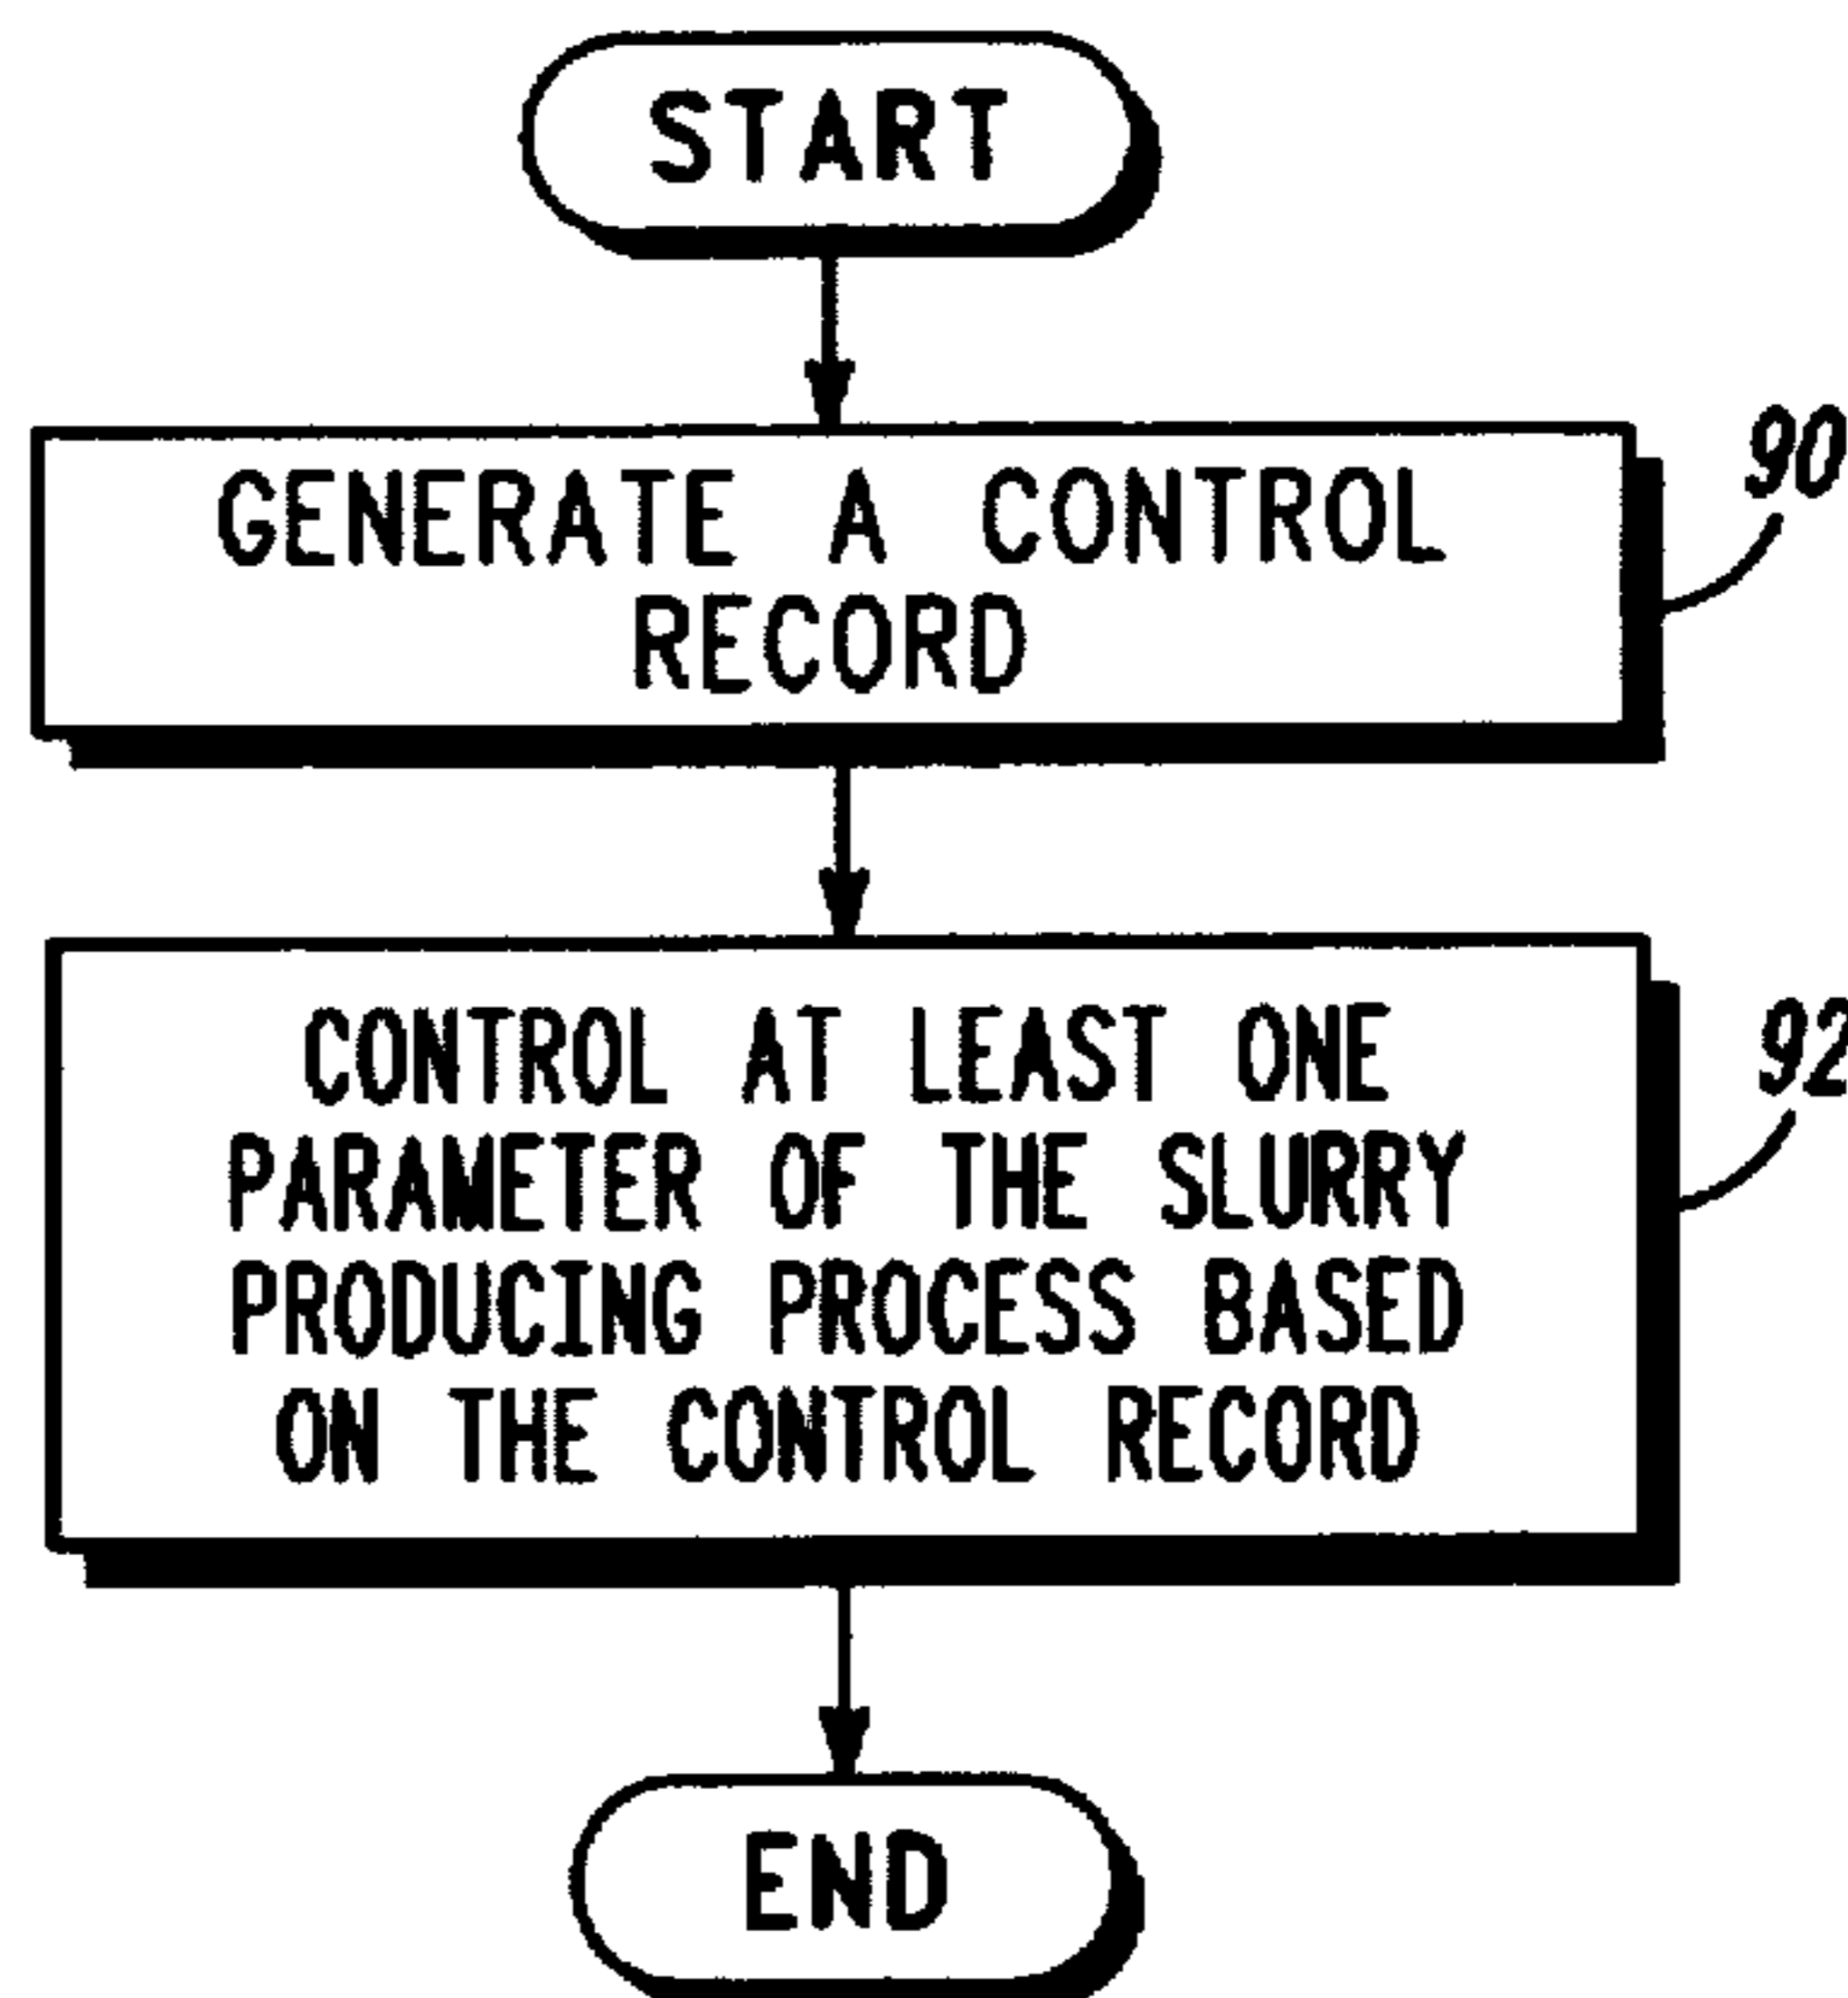 START
GENERATE A CONTROL
RECORD
90
CONTROL AT LEAST ONE
PARAMETER OF THE SLURRY
PRODUCING PROCESS BASED
ON THE CONTROL RECORD
92
END